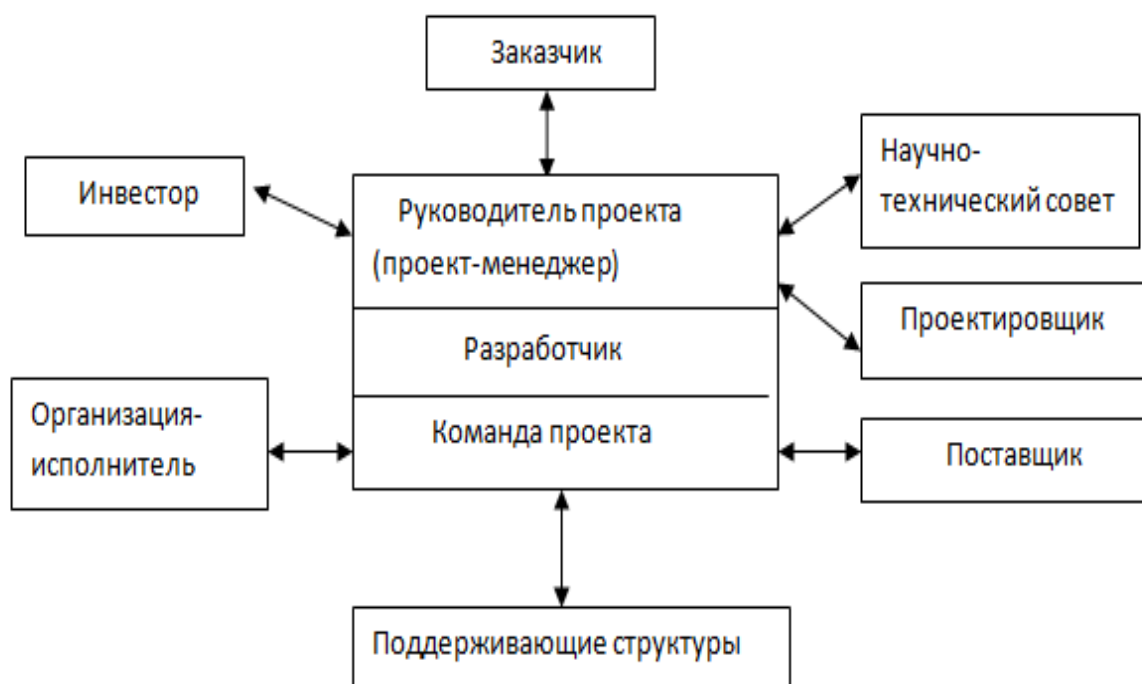 Заказчик
Инвестор
Руководитель проекта
(проект-менеджер)
Научно-
технический совет
Проектировщик
Разработчик
Организация-
исполнитель
Команда проекта
Поставщик
Поддерживающие структуры